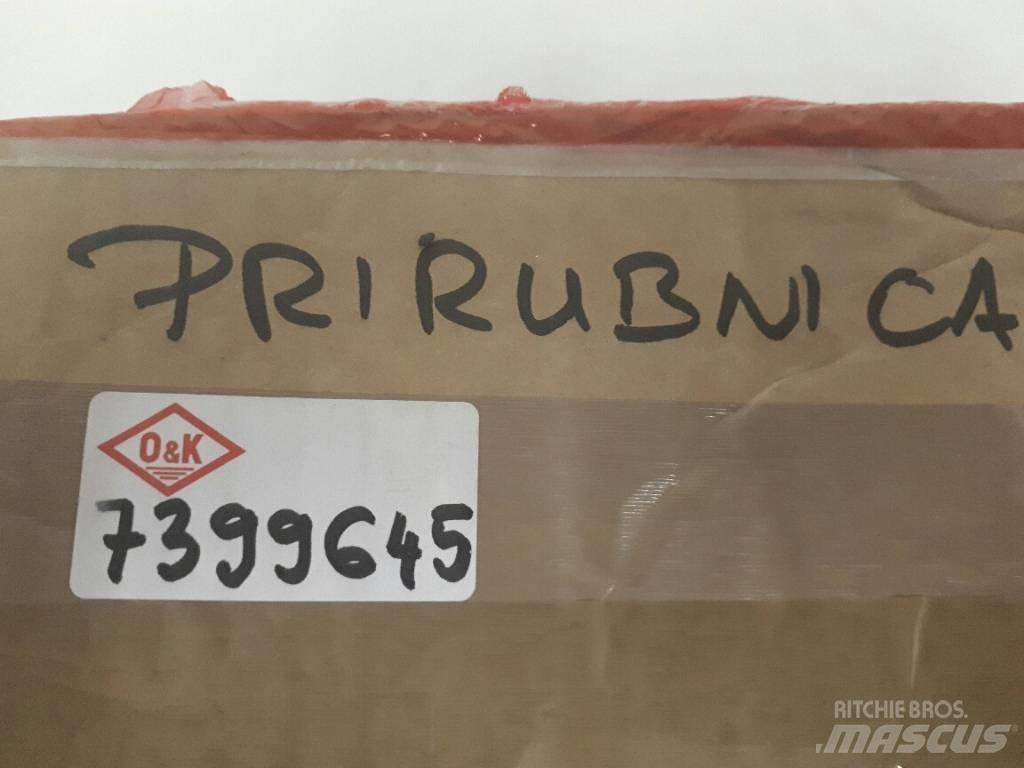 PRIRUBNICA
O&K
7399645
RITCHIE BROS.
MASCUS